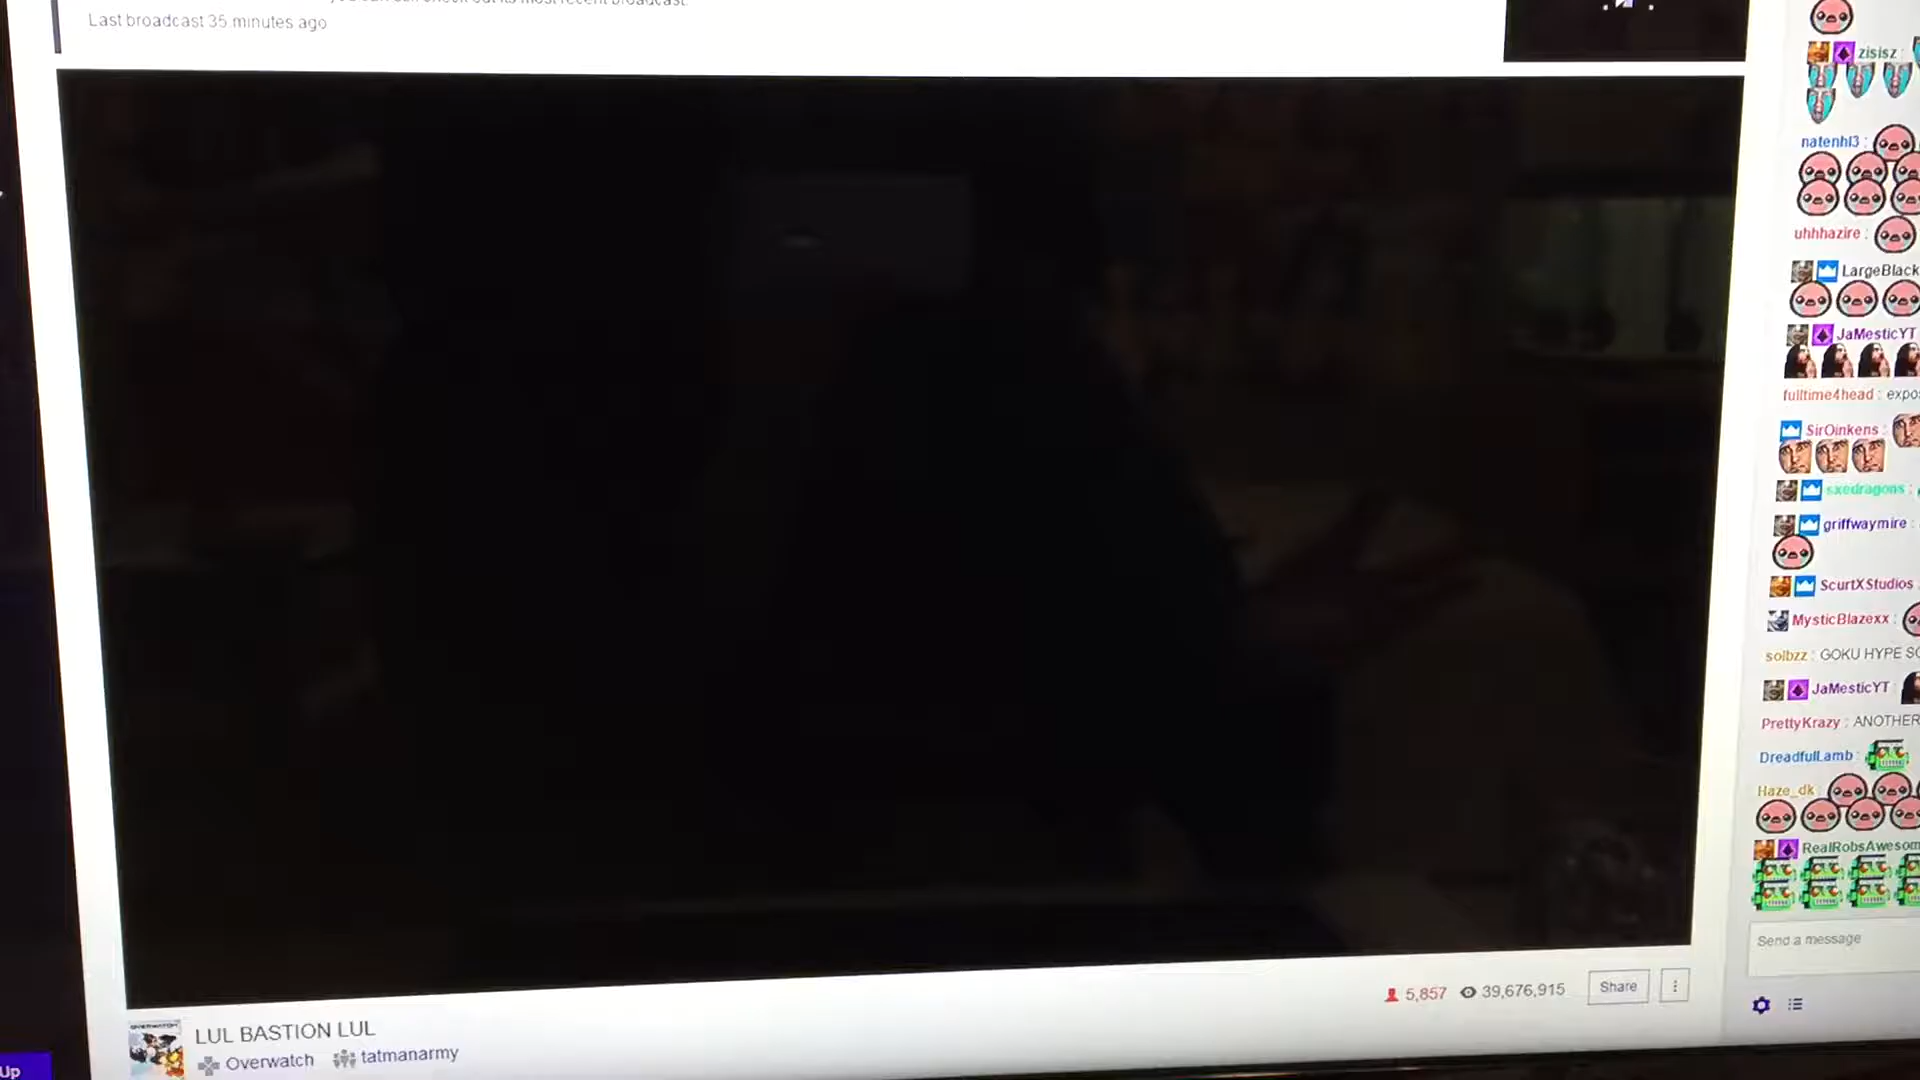 Last broadcast 35 minutes ago
zisisz :
natenhl3 :
uhhhazire :
LargeBlack
JaMesticYT
fulltime4head : expo
SirOinkens :
sxedragons :
griffwaymire :
ScurtXStudios
MysticBlazexx :
solbzz : GOKU HYPE
JaMesticYT
PrettyKrazy : ANOTHER
DreadfulLamb :
Haze_dk
RealRobsAwesom
Send a message
5,857 39,676,915 Share
LUL BASTION LUL
Overwatch tatmanarmy
Up